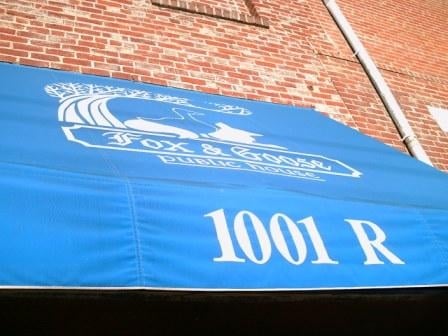 Fox & Goose
public house
1001 R